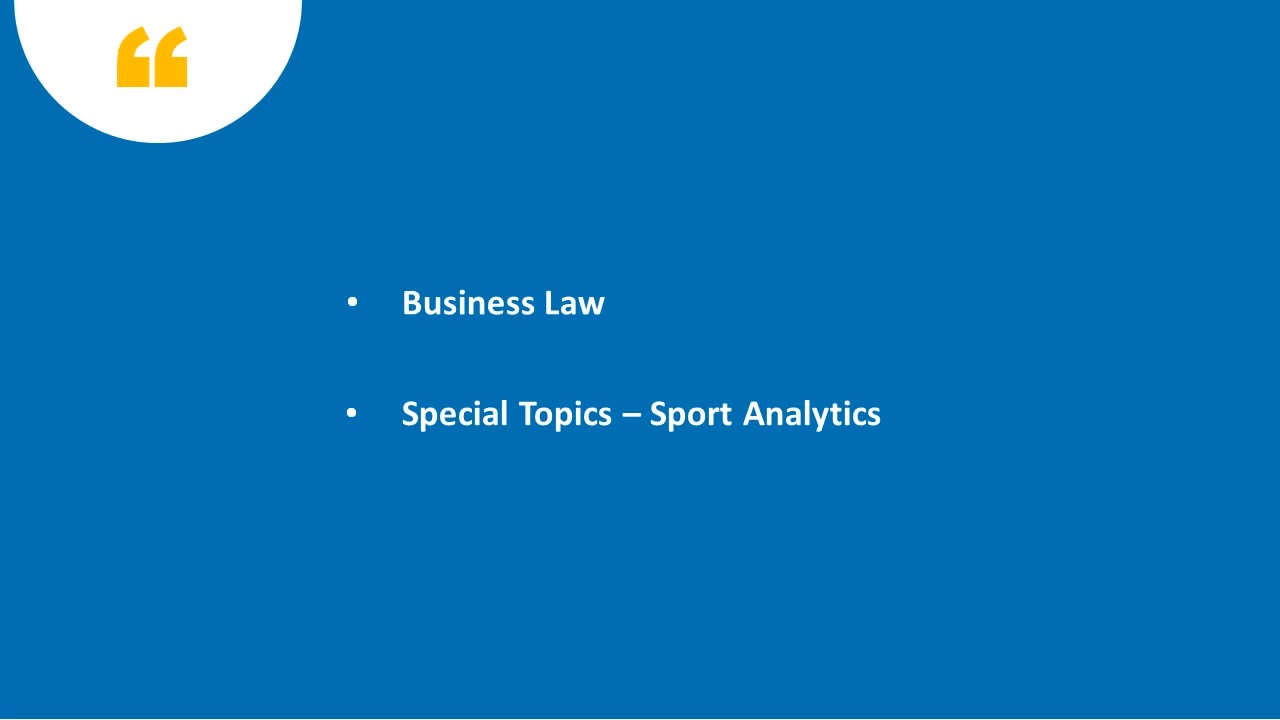 “
• Business Law
• Special Topics – Sport Analytics